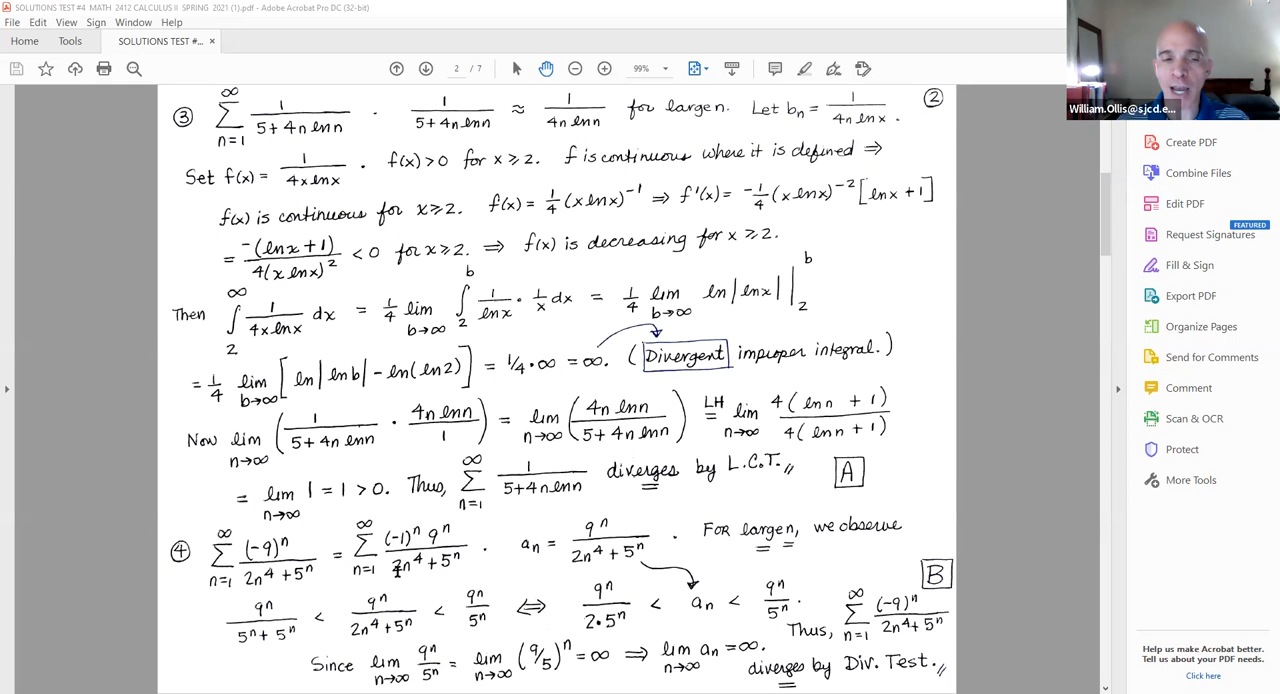 SOLUTIONS TEST #4 MATH 2412 CALCULUS II SPRING 2021 (1).pdf - Adobe Acrobat Pro DC (32-bit)
File Edit View Sign Window Help
Home Tools SOLUTIONS TEST #... ×
2 / 7 99%
William.Ollis@sjcd.e...
③ ∑_{n=1}^{∞} 1/(5+4n ln n) . 1/(5+4n ln n) ≈ 1/(4n ln n) for large n. Let b_n = 1/(4n ln x) . ②
Set f(x) = 1/(4x ln x) . f(x) > 0 for x ≥ 2. f is continuous where it is defined ⇒
f(x) is continuous for x ≥ 2. f(x) = 1/4 (x ln x)^{-1} ⇒ f'(x) = -1/4 (x ln x)^{-2} [ln x + 1]
= -(ln x + 1)/(4(x ln x)^2) < 0 for x ≥ 2. ⇒ f(x) is decreasing for x ≥ 2.
Then ∫_2^∞ 1/(4x ln x) dx = 1/4 lim_{b→∞} ∫_2^b 1/(ln x) · 1/x dx = 1/4 lim_{b→∞} ln|ln x| |_2^b
= 1/4 lim_{b→∞} [ln|ln b| - ln(ln 2)] = 1/4 · ∞ = ∞. (Divergent improper integral.)
Now lim_{n→∞} (1/(5+4n ln n) · (4n ln n)/1) = lim_{n→∞} ((4n ln n)/(5+4n ln n)) LH= lim_{n→∞} 4(ln n + 1)/4(ln n + 1)
= lim_{n→∞} 1 = 1 > 0. Thus, ∑_{n=1}^{∞} 1/(5+4n ln n) diverges by L.C.T.// A
④ ∑_{n=1}^{∞} (-9)^n/(2n^4+5^n) = ∑_{n=1}^{∞} (-1)^n 9^n/(2n^4+5^n) . a_n = 9^n/(2n^4+5^n) . For large n, we observe
B
9^n/(5^n+5^n) < 9^n/(2n^4+5^n) < 9^n/5^n ⇔ 9^n/(2·5^n) < a_n < 9^n/5^n .
Thus, ∑_{n=1}^{∞} (-9)^n/(2n^4+5^n)
Since lim_{n→∞} 9^n/5^n = lim_{n→∞} (9/5)^n = ∞ ⇒ lim_{n→∞} a_n = ∞.
diverges by Div. Test.//
Create PDF
Combine Files
Edit PDF
FEATURED
Request Signatures
Fill & Sign
Export PDF
Organize Pages
Send for Comments
Comment
Scan & OCR
Protect
More Tools
Help us make Acrobat better.
Tell us about your PDF needs.
Click here